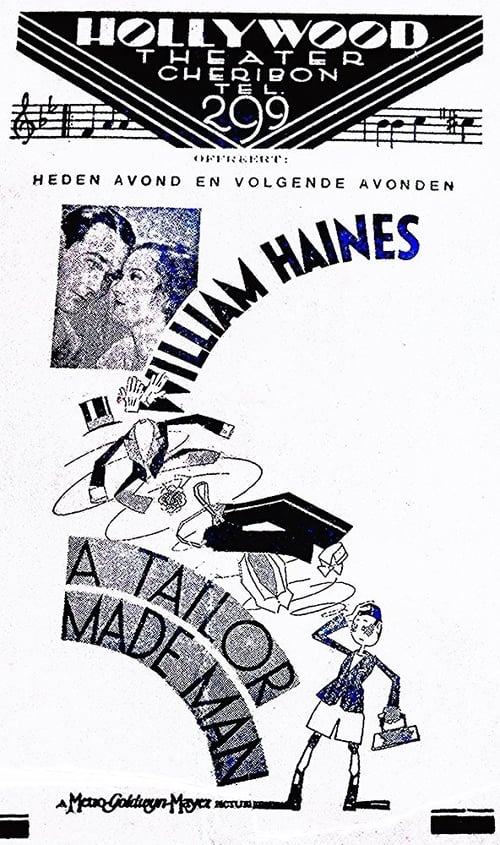 HOLLYWOOD
THEATER
CHERIBON
TEL.
299
OFFREERT:
HEDEN AVOND EN VOLGENDE AVONDEN
WILLIAM HAINES
A TAILOR
MADE MAN
A Metro-Goldwyn-Mayer PICTURE